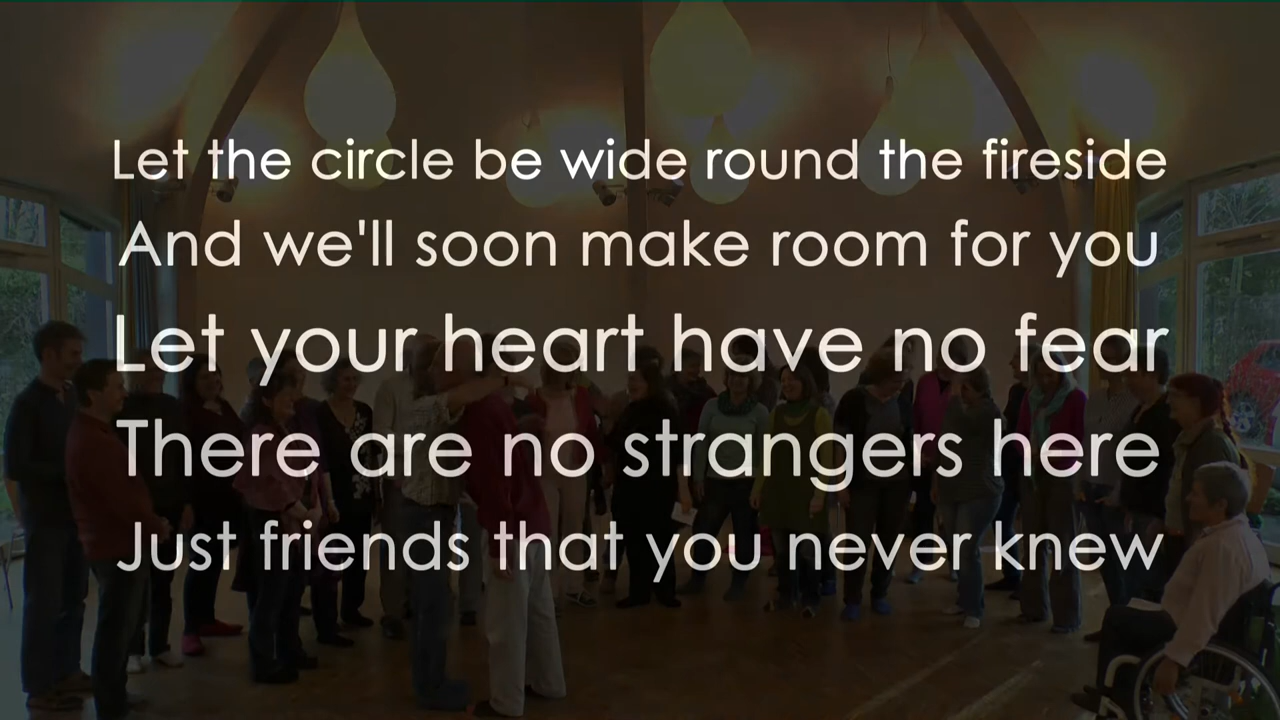 Let the circle be wide round the fireside
And we'll soon make room for you
Let your heart have no fear
There are no strangers here
Just friends that you never knew